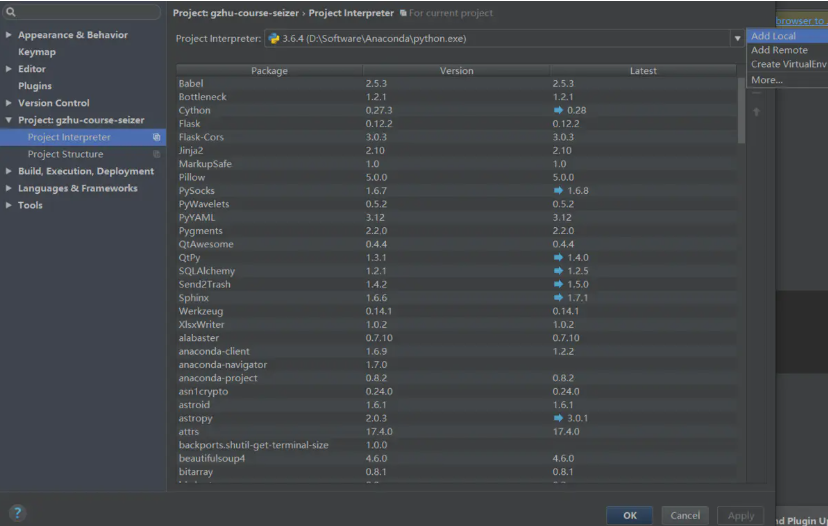 Project: gzhu-course-seizer › Project Interpreter For current project
browser to..
Appearance & Behavior
Project Interpreter: 3.6.4 (D:\Software\Anaconda\python.exe)
Add Local
Keymap
Add Remote
Editor
Create VirtualEnv
Plugins
More...
Package Version Latest
Version Control
Project: gzhu-course-seizer
Project Interpreter
Project Structure
Build, Execution, Deployment
Languages & Frameworks
Tools
Babel 2.5.3 2.5.3
Bottleneck 1.2.1 1.2.1
Cython 0.27.3 0.28
Flask 0.12.2 0.12.2
Flask-Cors 3.0.3 3.0.3
Jinja2 2.10 2.10
MarkupSafe 1.0 1.0
Pillow 5.0.0 5.0.0
PySocks 1.6.7 1.6.8
PyWavelets 0.5.2 0.5.2
PyYAML 3.12 3.12
Pygments 2.2.0 2.2.0
QtAwesome 0.4.4 0.4.4
QtPy 1.3.1 1.4.0
SQLAlchemy 1.2.1 1.2.5
Send2Trash 1.4.2 1.5.0
Sphinx 1.6.6 1.7.1
Werkzeug 0.14.1 0.14.1
XlsxWriter 1.0.2 1.0.2
alabaster 0.7.10 0.7.10
anaconda-client 1.6.9 1.2.2
anaconda-navigator 1.7.0
anaconda-project 0.8.2 0.8.2
asn1crypto 0.24.0 0.24.0
astroid 1.6.1 1.6.1
astropy 2.0.3 3.0.1
attrs 17.4.0 17.4.0
backports.shutil-get-terminal-size 1.0.0
beautifulsoup4 4.6.0 4.6.0
bitarray 0.8.1 0.8.1
?
OK Cancel Apply
nd Plugin U